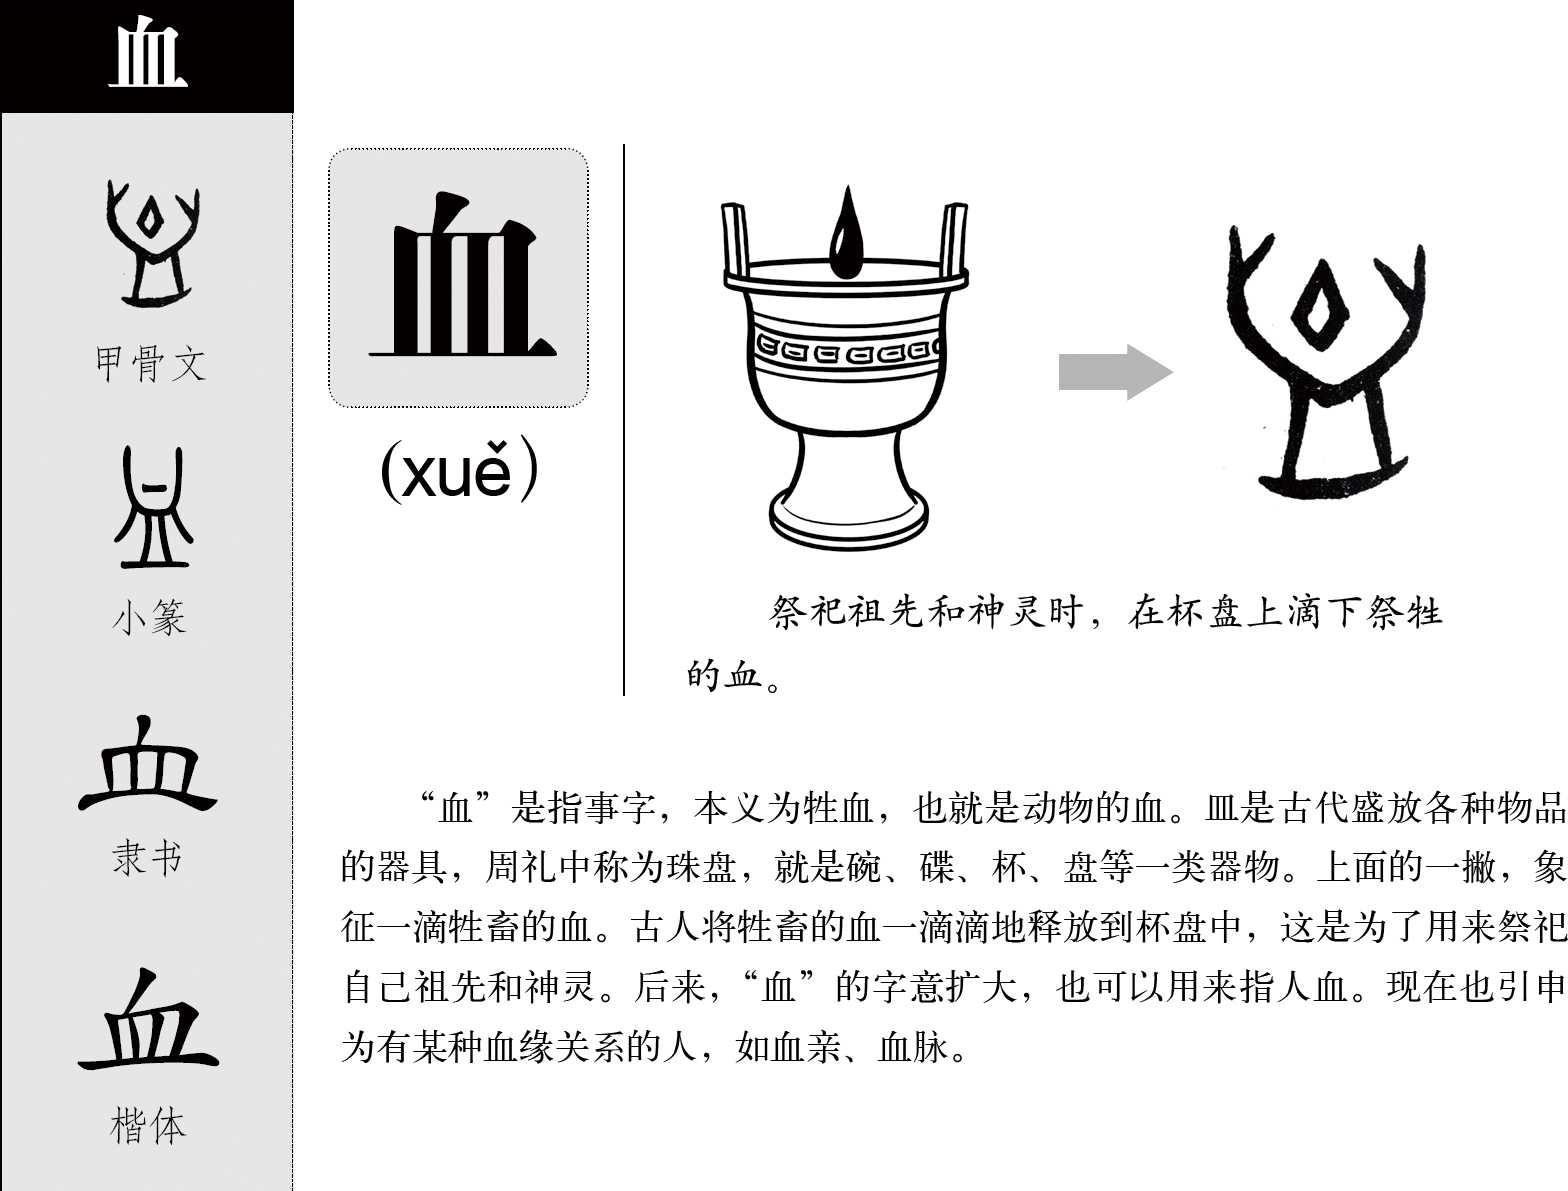 血
甲骨文
小篆
隶书
楷体
血
(xuě)
祭祀祖先和神灵时，在杯盘上滴下祭牲
的血。
“血”是指事字，本义为牲血，也就是动物的血。皿是古代盛放各种物品
的器具，周礼中称为珠盘，就是碗、碟、杯、盘等一类器物。上面的一撇，象
征一滴牲畜的血。古人将牲畜的血一滴滴地释放到杯盘中，这是为了用来祭祀
自己祖先和神灵。后来，“血”的字意扩大，也可以用来指人血。现在也引申
为有某种血缘关系的人，如血亲、血脉。